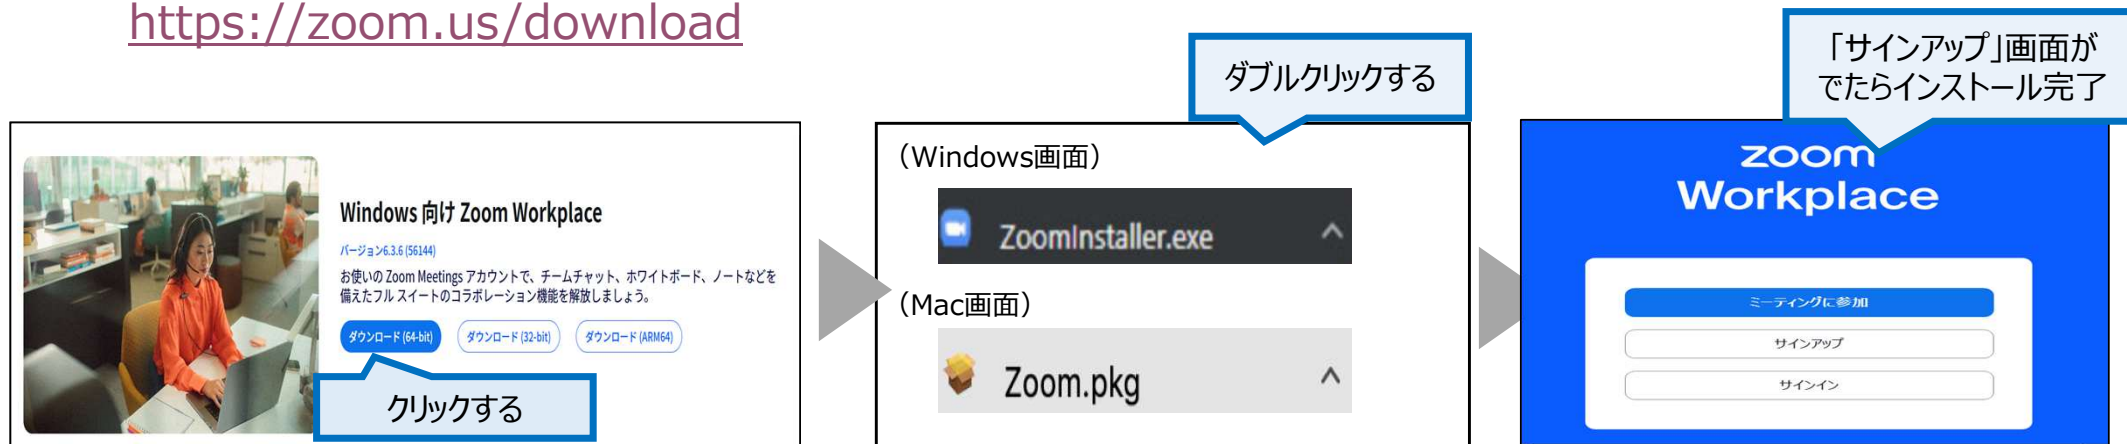 https://zoom.us/download
Windows 向け Zoom Workplace
バージョン6.3.6 (56144)
お使いの Zoom Meetings アカウントで、チームチャット、ホワイトボード、ノートなどを
備えたフル スイートのコラボレーション機能を解放しましょう。
ダウンロード (64-bit)
ダウンロード (32-bit)
ダウンロード (ARM64)
クリックする
ダブルクリックする
（Windows画面）
ZoomInstaller.exe
（Mac画面）
Zoom.pkg
「サインアップ」画面が
でたらインストール完了
zoom
Workplace
ミーティングに参加
サインアップ
サインイン